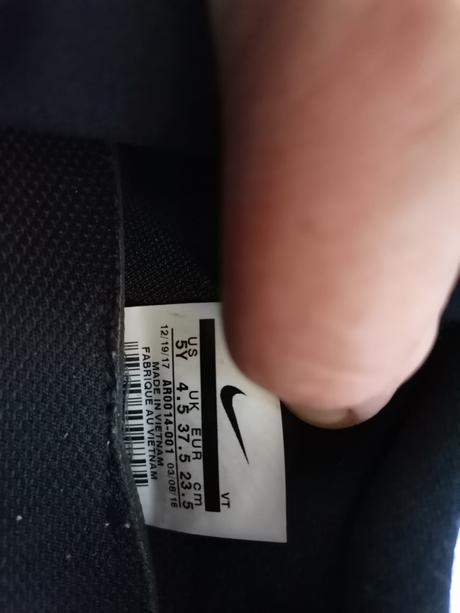 VT
US UK EUR cm
5Y 4.5 37.5 23.5
12/19/17 AR0014-001 03/08/18
MADE IN VIETNAM
FABRIQUE AU VIETNAM